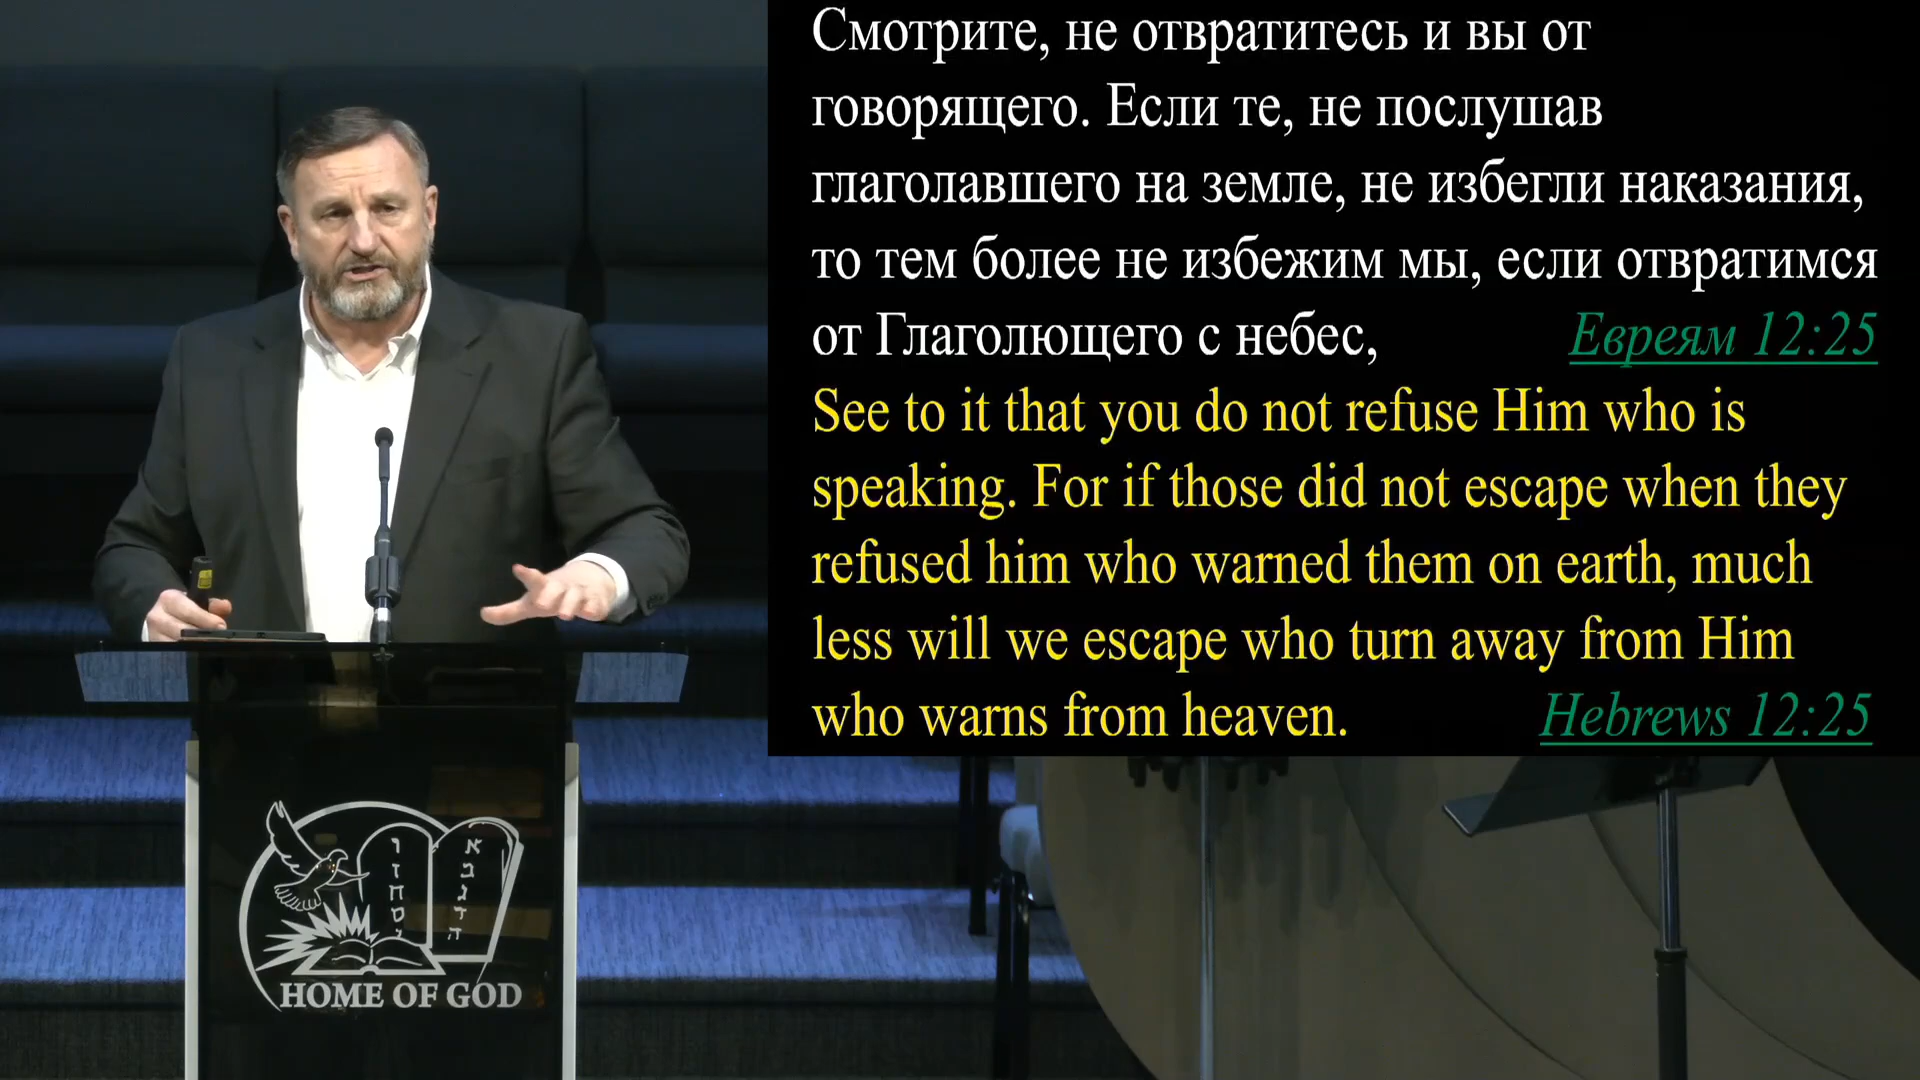 Смотрите, не отвратитесь и вы от
говорящего. Если те, не послушав
глаголавшего на земле, не избегли наказания,
то тем более не избежим мы, если отвратимся
от Глаголющего с небес, Евреям 12:25
See to it that you do not refuse Him who is
speaking. For if those did not escape when they
refused him who warned them on earth, much
less will we escape who turn away from Him
who warns from heaven. Hebrews 12:25
א
ב
ג
ד
ה
ו
ז
ח
ט
י
HOME OF GOD